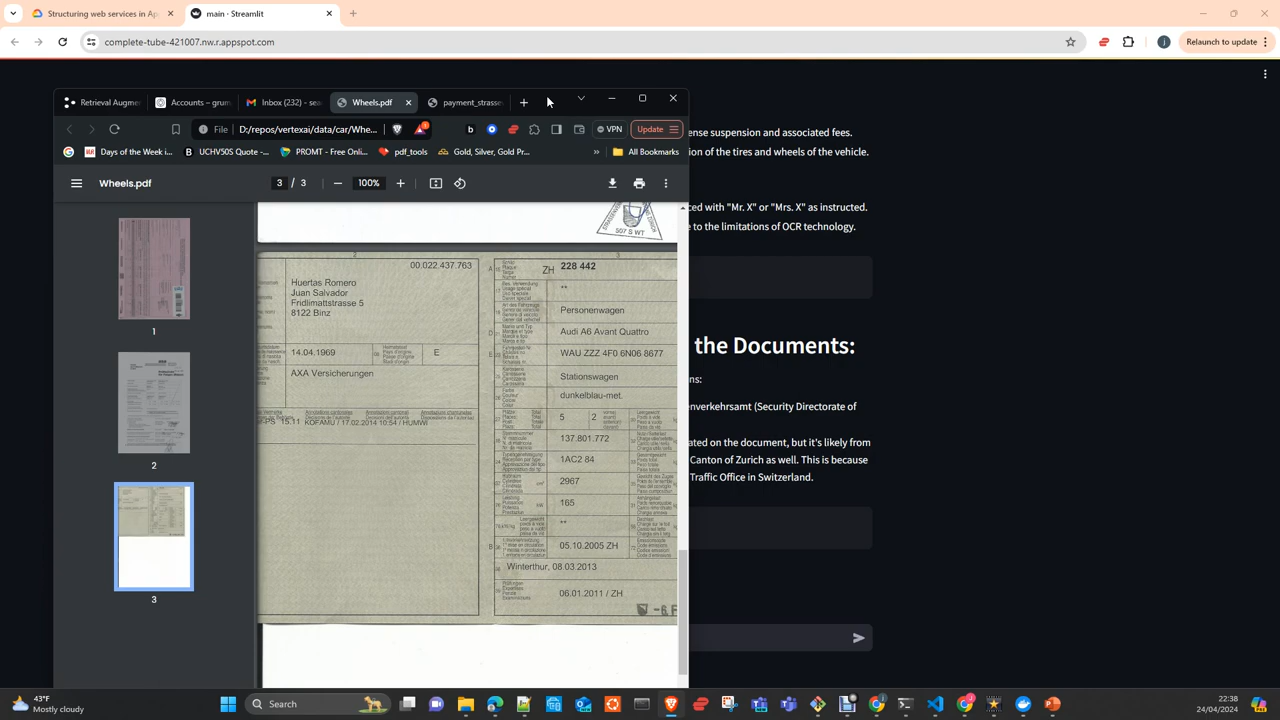 Structuring web services in Ap
main · Streamlit
complete-tube-421007.nw.r.appspot.com
Relaunch to update
Retrieval Augme
Accounts – grum
Inbox (232) - sea
Wheels.pdf
payment_strasse
File D:/repos/vertexai/data/car/Whe...
VPN
Update
Days of the Week i...
UCHV50S Quote -...
PROMT - Free Onli...
pdf_tools
Gold, Silver, Gold Pr...
»
All Bookmarks
Wheels.pdf
3 / 3
100%
1
2
3
507 S WT
2
00.022.437.763
Huertas Romero
Juan Salvador
Fridlimattstrasse 5
8122 Binz
14.04.1969
E
AXA Versicherungen
15.11 KOFAMU / 17.02.2014 10:54 / HUMWI
3
A
ZH 228 442
**
Personenwagen
D
Audi A6 Avant Quattro
E
WAU ZZZ 4F0 6N06 8677
Stationswagen
dunkelblau-met.
5 2
137.801.772
1AC2 84
2967
165
**
B
05.10.2005 ZH
Winterthur, 08.03.2013
06.01.2011 / ZH
ense suspension and associated fees.
ion of the tires and wheels of the vehicle.
ced with "Mr. X" or "Mrs. X" as instructed.
e to the limitations of OCR technology.
the Documents:
ns:
enverkehrsamt (Security Directorate of
ated on the document, but it's likely from
Canton of Zurich as well. This is because
Traffic Office in Switzerland.
43°F
Mostly cloudy
Search
22:38
24/04/2024